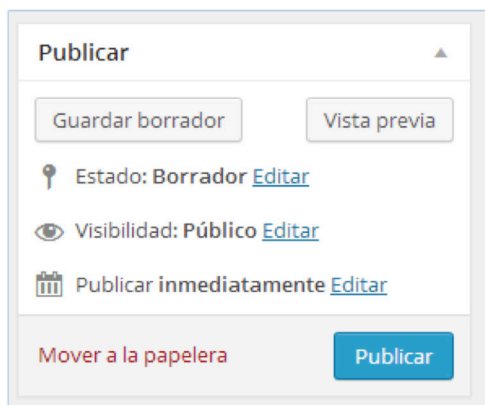 Publicar
Guardar borrador Vista previa
Estado: Borrador Editar
Visibilidad: Público Editar
Publicar inmediatamente Editar
Mover a la papelera Publicar